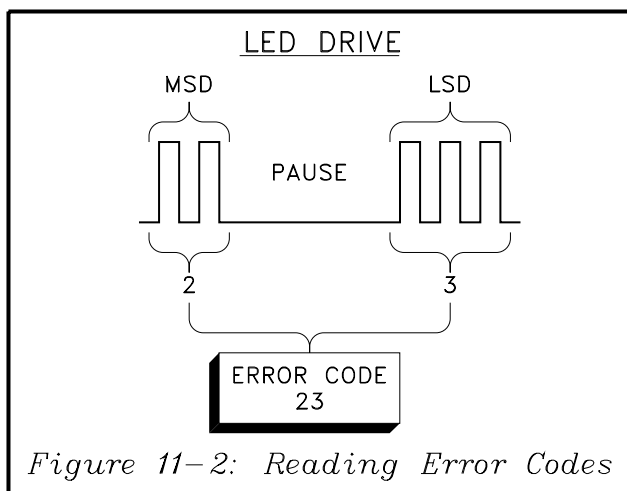 LED DRIVE
MSD
LSD
PAUSE
2
3
ERROR CODE
23
Figure 11-2: Reading Error Codes